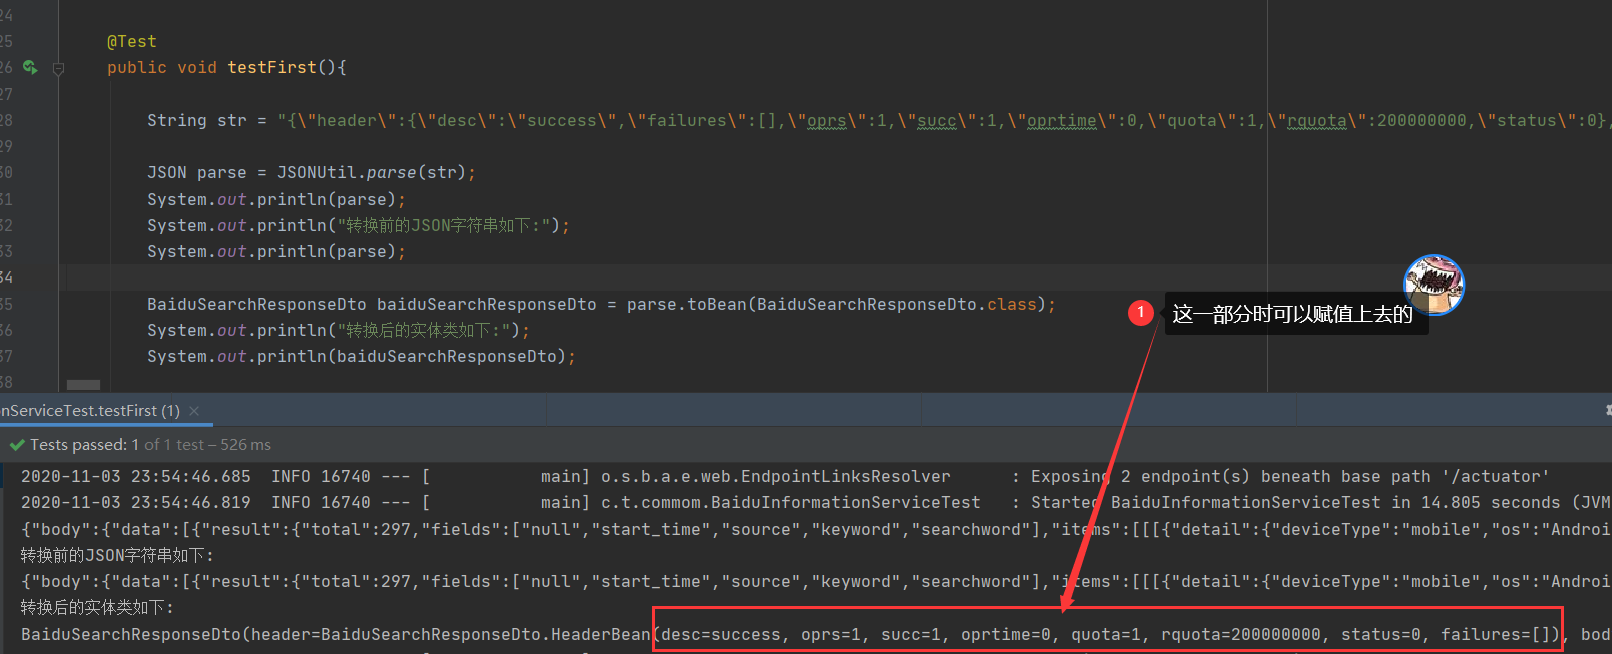 24
25 @Test
26 public void testFirst(){
27
28 String str = "{\"header\":{\"desc\":\"success\",\"failures\":[],\"oprs\":1,\"succ\":1,\"oprtime\":0,\"quota\":1,\"rquota\":200000000,\"status\":0},
29
30 JSON parse = JSONUtil.parse(str);
31 System.out.println(parse);
32 System.out.println("转换前的JSON字符串如下:");
33 System.out.println(parse);
34
35 BaiduSearchResponseDto baiduSearchResponseDto = parse.toBean(BaiduSearchResponseDto.class);
1 这一部分时可以赋值上去的
36 System.out.println("转换后的实体类如下:");
37 System.out.println(baiduSearchResponseDto);
38
onServiceTest.testFirst (1) ×
Tests passed: 1 of 1 test – 526 ms
2020-11-03 23:54:46.685 INFO 16740 --- [ main] o.s.b.a.e.web.EndpointLinksResolver : Exposing 2 endpoint(s) beneath base path '/actuator'
2020-11-03 23:54:46.819 INFO 16740 --- [ main] c.t.commom.BaiduInformationServiceTest : Started BaiduInformationServiceTest in 14.805 seconds (JVM
{"body":{"data":[{"result":{"total":297,"fields":["null","start_time","source","keyword","searchword"],"items":[[[{"detail":{"deviceType":"mobile","os":"Androi
转换前的JSON字符串如下:
{"body":{"data":[{"result":{"total":297,"fields":["null","start_time","source","keyword","searchword"],"items":[[[{"detail":{"deviceType":"mobile","os":"Androi
转换后的实体类如下:
BaiduSearchResponseDto(header=BaiduSearchResponseDto.HeaderBean(desc=success, oprs=1, succ=1, oprtime=0, quota=1, rquota=200000000, status=0, failures=[]), bod